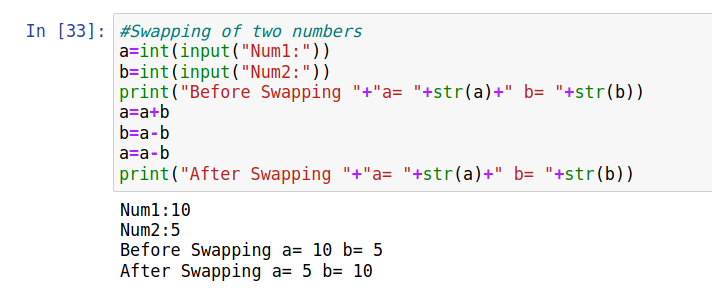 In [33]: #Swapping of two numbers
a=int(input("Num1:"))
b=int(input("Num2:"))
print("Before Swapping "+"a= "+str(a)+" b= "+str(b))
a=a+b
b=a-b
a=a-b
print("After Swapping "+"a= "+str(a)+" b= "+str(b))
Num1:10
Num2:5
Before Swapping a= 10 b= 5
After Swapping a= 5 b= 10